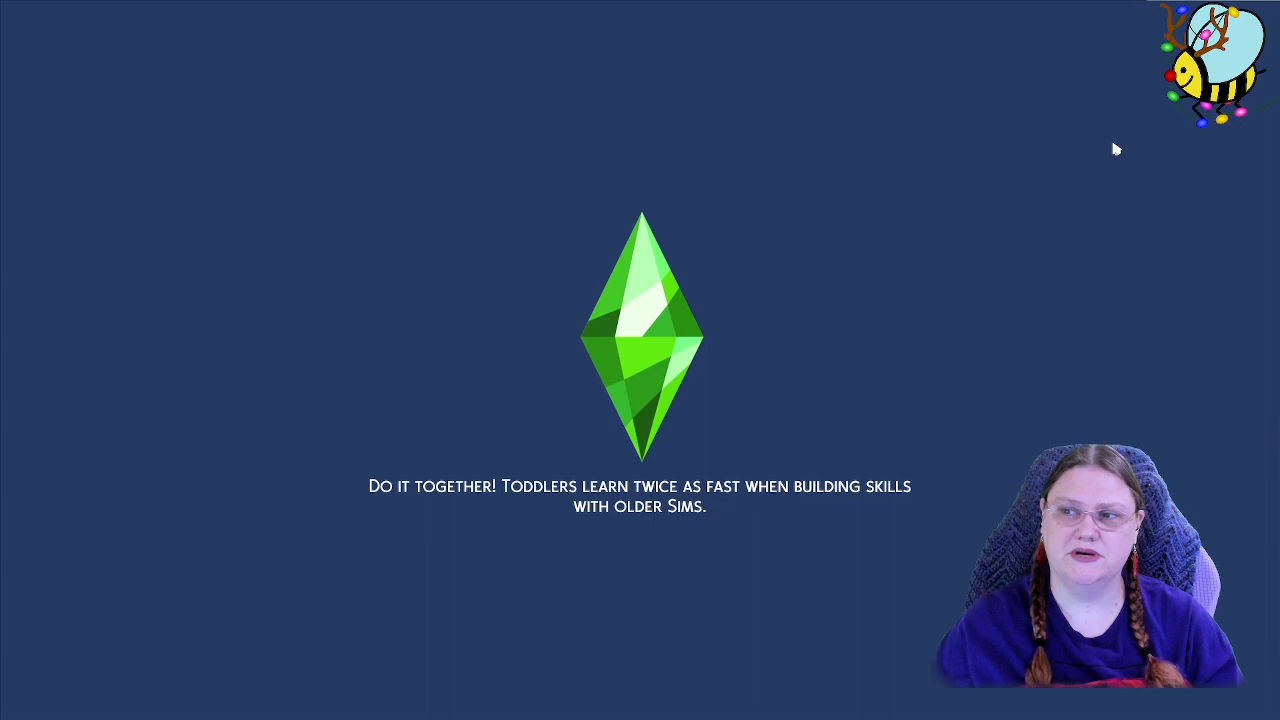 Do it together! Toddlers learn twice as fast when building skills
with older Sims.